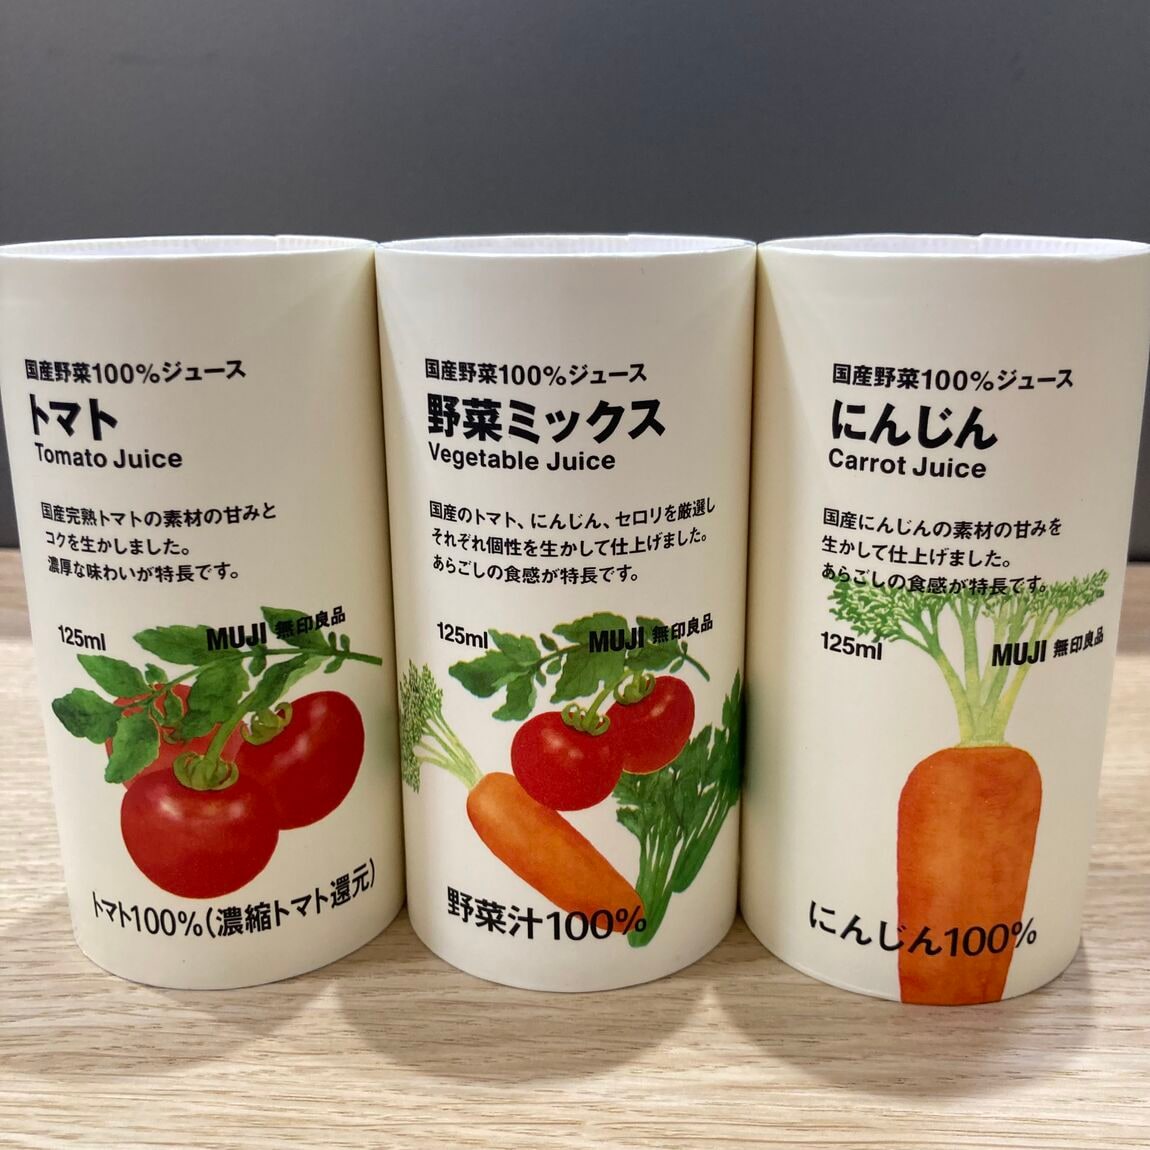 国産野菜100%ジュース
トマト
Tomato Juice
国産完熟トマトの素材の甘みと
コクを生かしました。
濃厚な味わいが特長です。
125ml
MUJI 無印良品
トマト100%(濃縮トマト還元)
国産野菜100%ジュース
野菜ミックス
Vegetable Juice
国産のトマト、にんじん、セロリを厳選し
それぞれ個性を生かして仕上げました。
あらごしの食感が特長です。
125ml
MUJI 無印良品
野菜汁100%
国産野菜100%ジュース
にんじん
Carrot Juice
国産にんじんの素材の甘みを
生かして仕上げました。
あらごしの食感が特長です。
125ml
MUJI 無印良品
にんじん100%